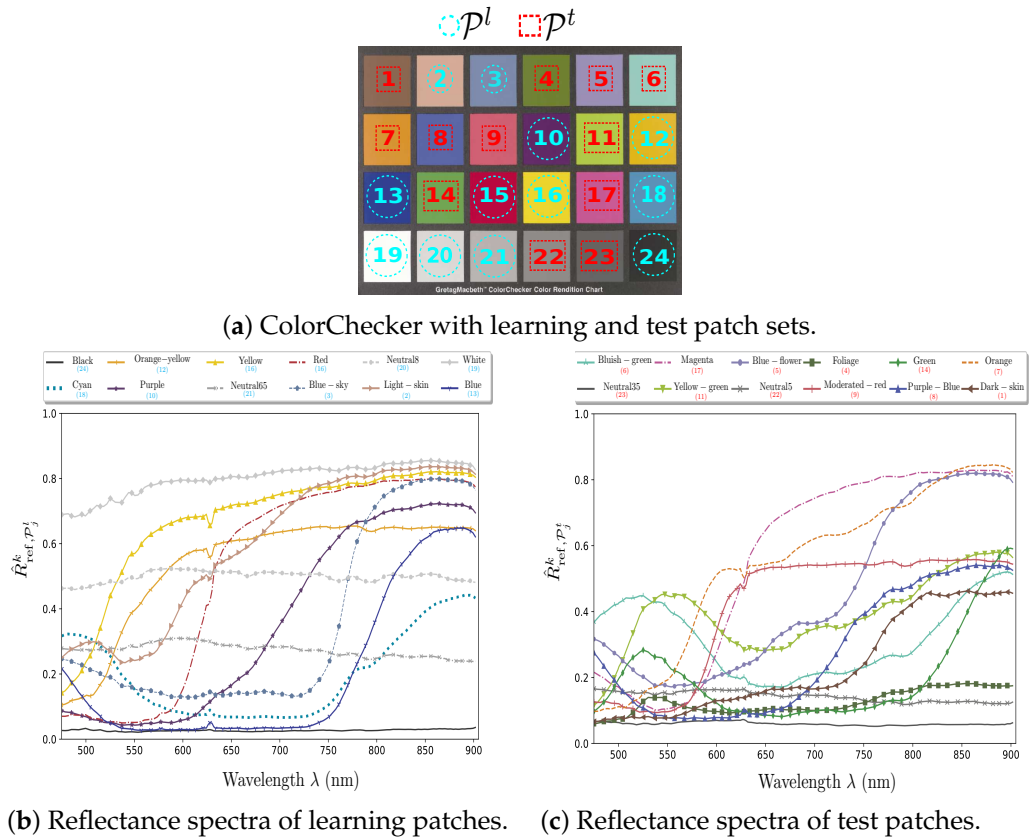 𝒫^l 𝒫^t
1 2 3 4 5 6
7 8 9 10 11 12
13 14 15 16 17 18
19 20 21 22 23 24
GretagMacbeth™ ColorChecker Color Rendition Chart
(a) ColorChecker with learning and test patch sets.
Black Orange−yellow Yellow Red Neutral8 White
(24) (12) (16) (16) (20) (19)
Cyan Purple Neutral65 Blue−sky Light−skin Blue
(18) (10) (21) (3) (2) (13)
1.0
0.8
0.6
0.4
0.2
0.0
R̂^k_{ref, 𝒫_j^l}
500 550 600 650 700 750 800 850 900
Wavelength λ (nm)
(b) Reflectance spectra of learning patches.
Bluish−green Magenta Blue−flower Foliage Green Orange
(6) (17) (5) (4) (14) (7)
Neutral35 Yellow−green Neutral5 Moderated−red Purple−Blue Dark−skin
(23) (11) (22) (9) (8) (1)
1.0
0.8
0.6
0.4
0.2
0.0
R̂^k_{ref, 𝒫_j^t}
500 550 600 650 700 750 800 850 900
Wavelength λ (nm)
(c) Reflectance spectra of test patches.